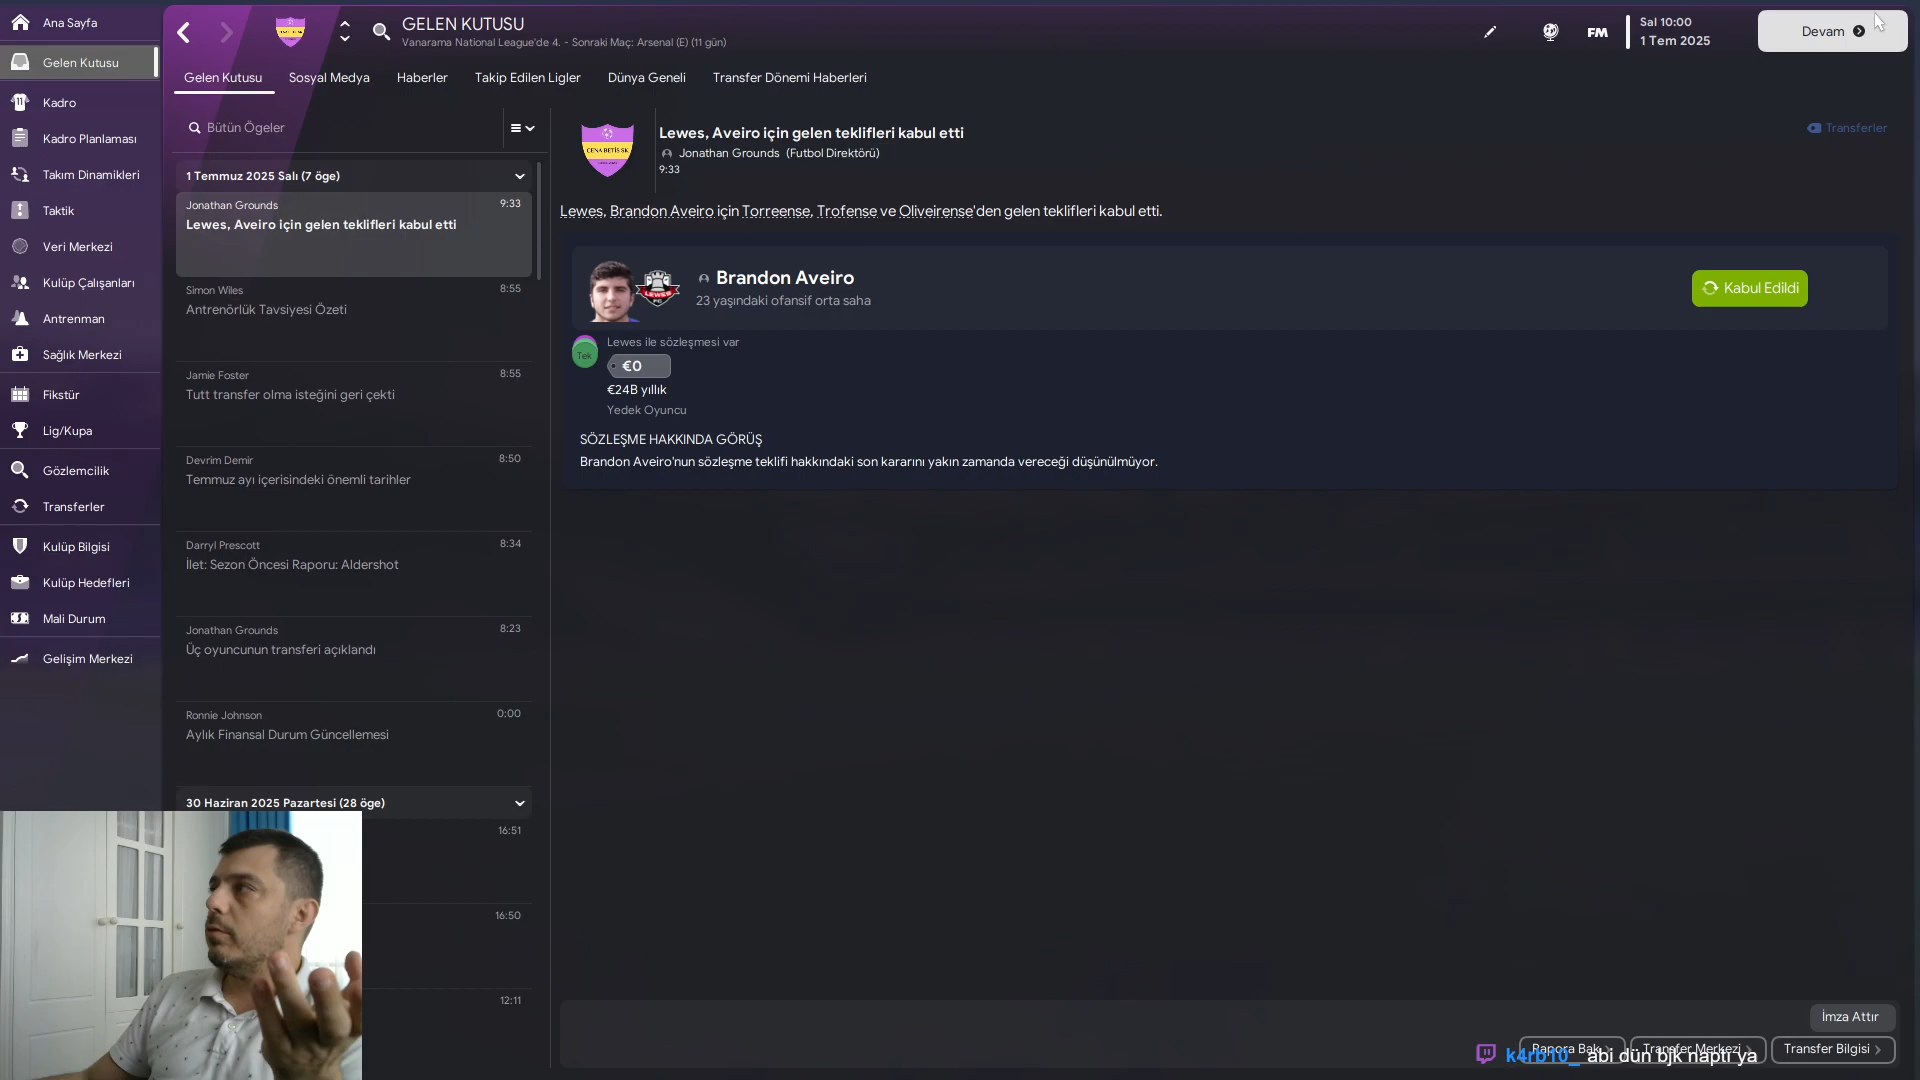 Ana Sayfa
Gelen Kutusu
Kadro
Kadro Planlaması
Takım Dinamikleri
Taktik
Veri Merkezi
Kulüp Çalışanları
Antrenman
Sağlık Merkezi
Fikstür
Lig/Kupa
Gözlemcilik
Transferler
Kulüp Bilgisi
Kulüp Hedefleri
Mali Durum
Gelişim Merkezi
GELEN KUTUSU
Vanarama National League'de 4. - Sonraki Maç: Arsenal (E) (11 gün)
FM
Sal 10:00
1 Tem 2025
Devam
Gelen Kutusu Sosyal Medya Haberler Takip Edilen Ligler Dünya Geneli Transfer Dönemi Haberleri
Bütün Ögeler
1 Temmuz 2025 Salı (7 öge)
Jonathan Grounds 9:33
Lewes, Aveiro için gelen teklifleri kabul etti
Simon Wiles 8:55
Antrenörlük Tavsiyesi Özeti
Jamie Foster 8:55
Tutt transfer olma isteğini geri çekti
Devrim Demir 8:50
Temmuz ayı içerisindeki önemli tarihler
Darryl Prescott 8:34
İlet: Sezon Öncesi Raporu: Aldershot
Jonathan Grounds 8:23
Üç oyuncunun transferi açıklandı
Ronnie Johnson 0:00
Aylık Finansal Durum Güncellemesi
30 Haziran 2025 Pazartesi (28 öge)
16:51
16:50
12:11
CENA BETİS SK
Lewes, Aveiro için gelen teklifleri kabul etti
Jonathan Grounds (Futbol Direktörü)
9:33
Transferler
Lewes, Brandon Aveiro için Torreense, Trofense ve Oliveirense'den gelen teklifleri kabul etti.
LEWES
Brandon Aveiro
23 yaşındaki ofansif orta saha
Kabul Edildi
Tek
Lewes ile sözleşmesi var
€0
€24B yıllık
Yedek Oyuncu
SÖZLEŞME HAKKINDA GÖRÜŞ
Brandon Aveiro'nun sözleşme teklifi hakkındaki son kararını yakın zamanda vereceği düşünülmüyor.
İmza Attır
Rapora Bak Transfer Merkezi Transfer Bilgisi
k4rb10_ abi dün bjk naptı ya